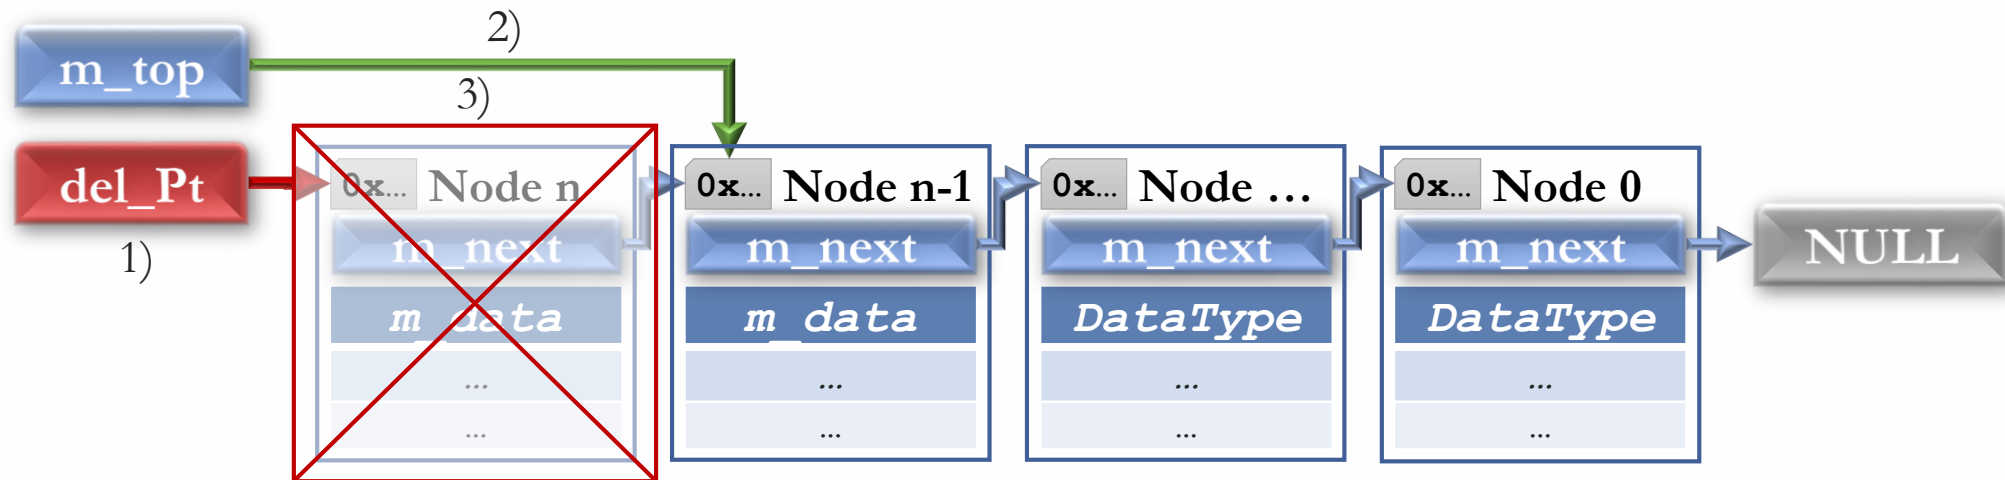 2)
m_top
3)
del_Pt
1)
0x... Node n
m_next
m_data
...
...
0x... Node n-1
m_next
m_data
...
...
0x... Node ...
m_next
DataType
...
...
0x... Node 0
m_next
DataType
...
...
NULL